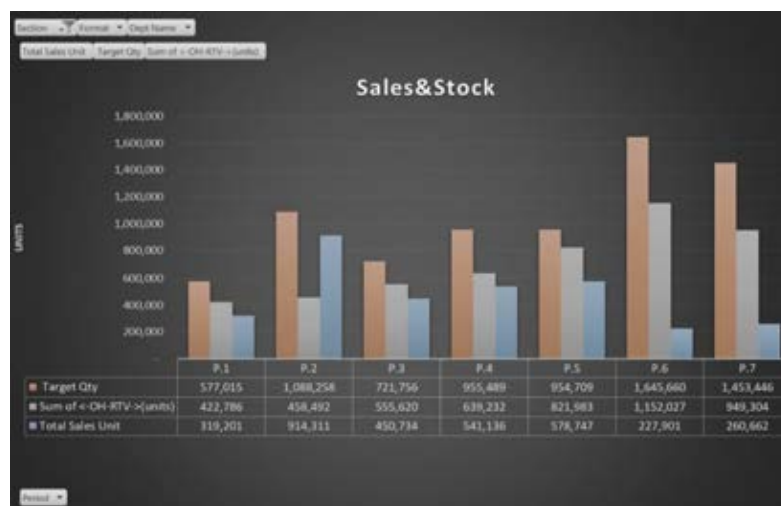 Section Format Dept Name
Total Sales Unit Target Qty Sum of <-OH-RTV->(units)
Sales&Stock
1,800,000
1,600,000
1,400,000
1,200,000
1,000,000
800,000
600,000
400,000
200,000
-
UNITS
P.1 P.2 P.3 P.4 P.5 P.6 P.7
Target Qty 577,015 1,088,258 721,756 955,489 954,709 1,645,660 1,453,446
Sum of <-OH-RTV->(units) 422,786 458,492 555,620 639,232 821,983 1,152,027 949,304
Total Sales Unit 319,201 914,311 450,734 541,136 578,747 227,901 260,662
Period